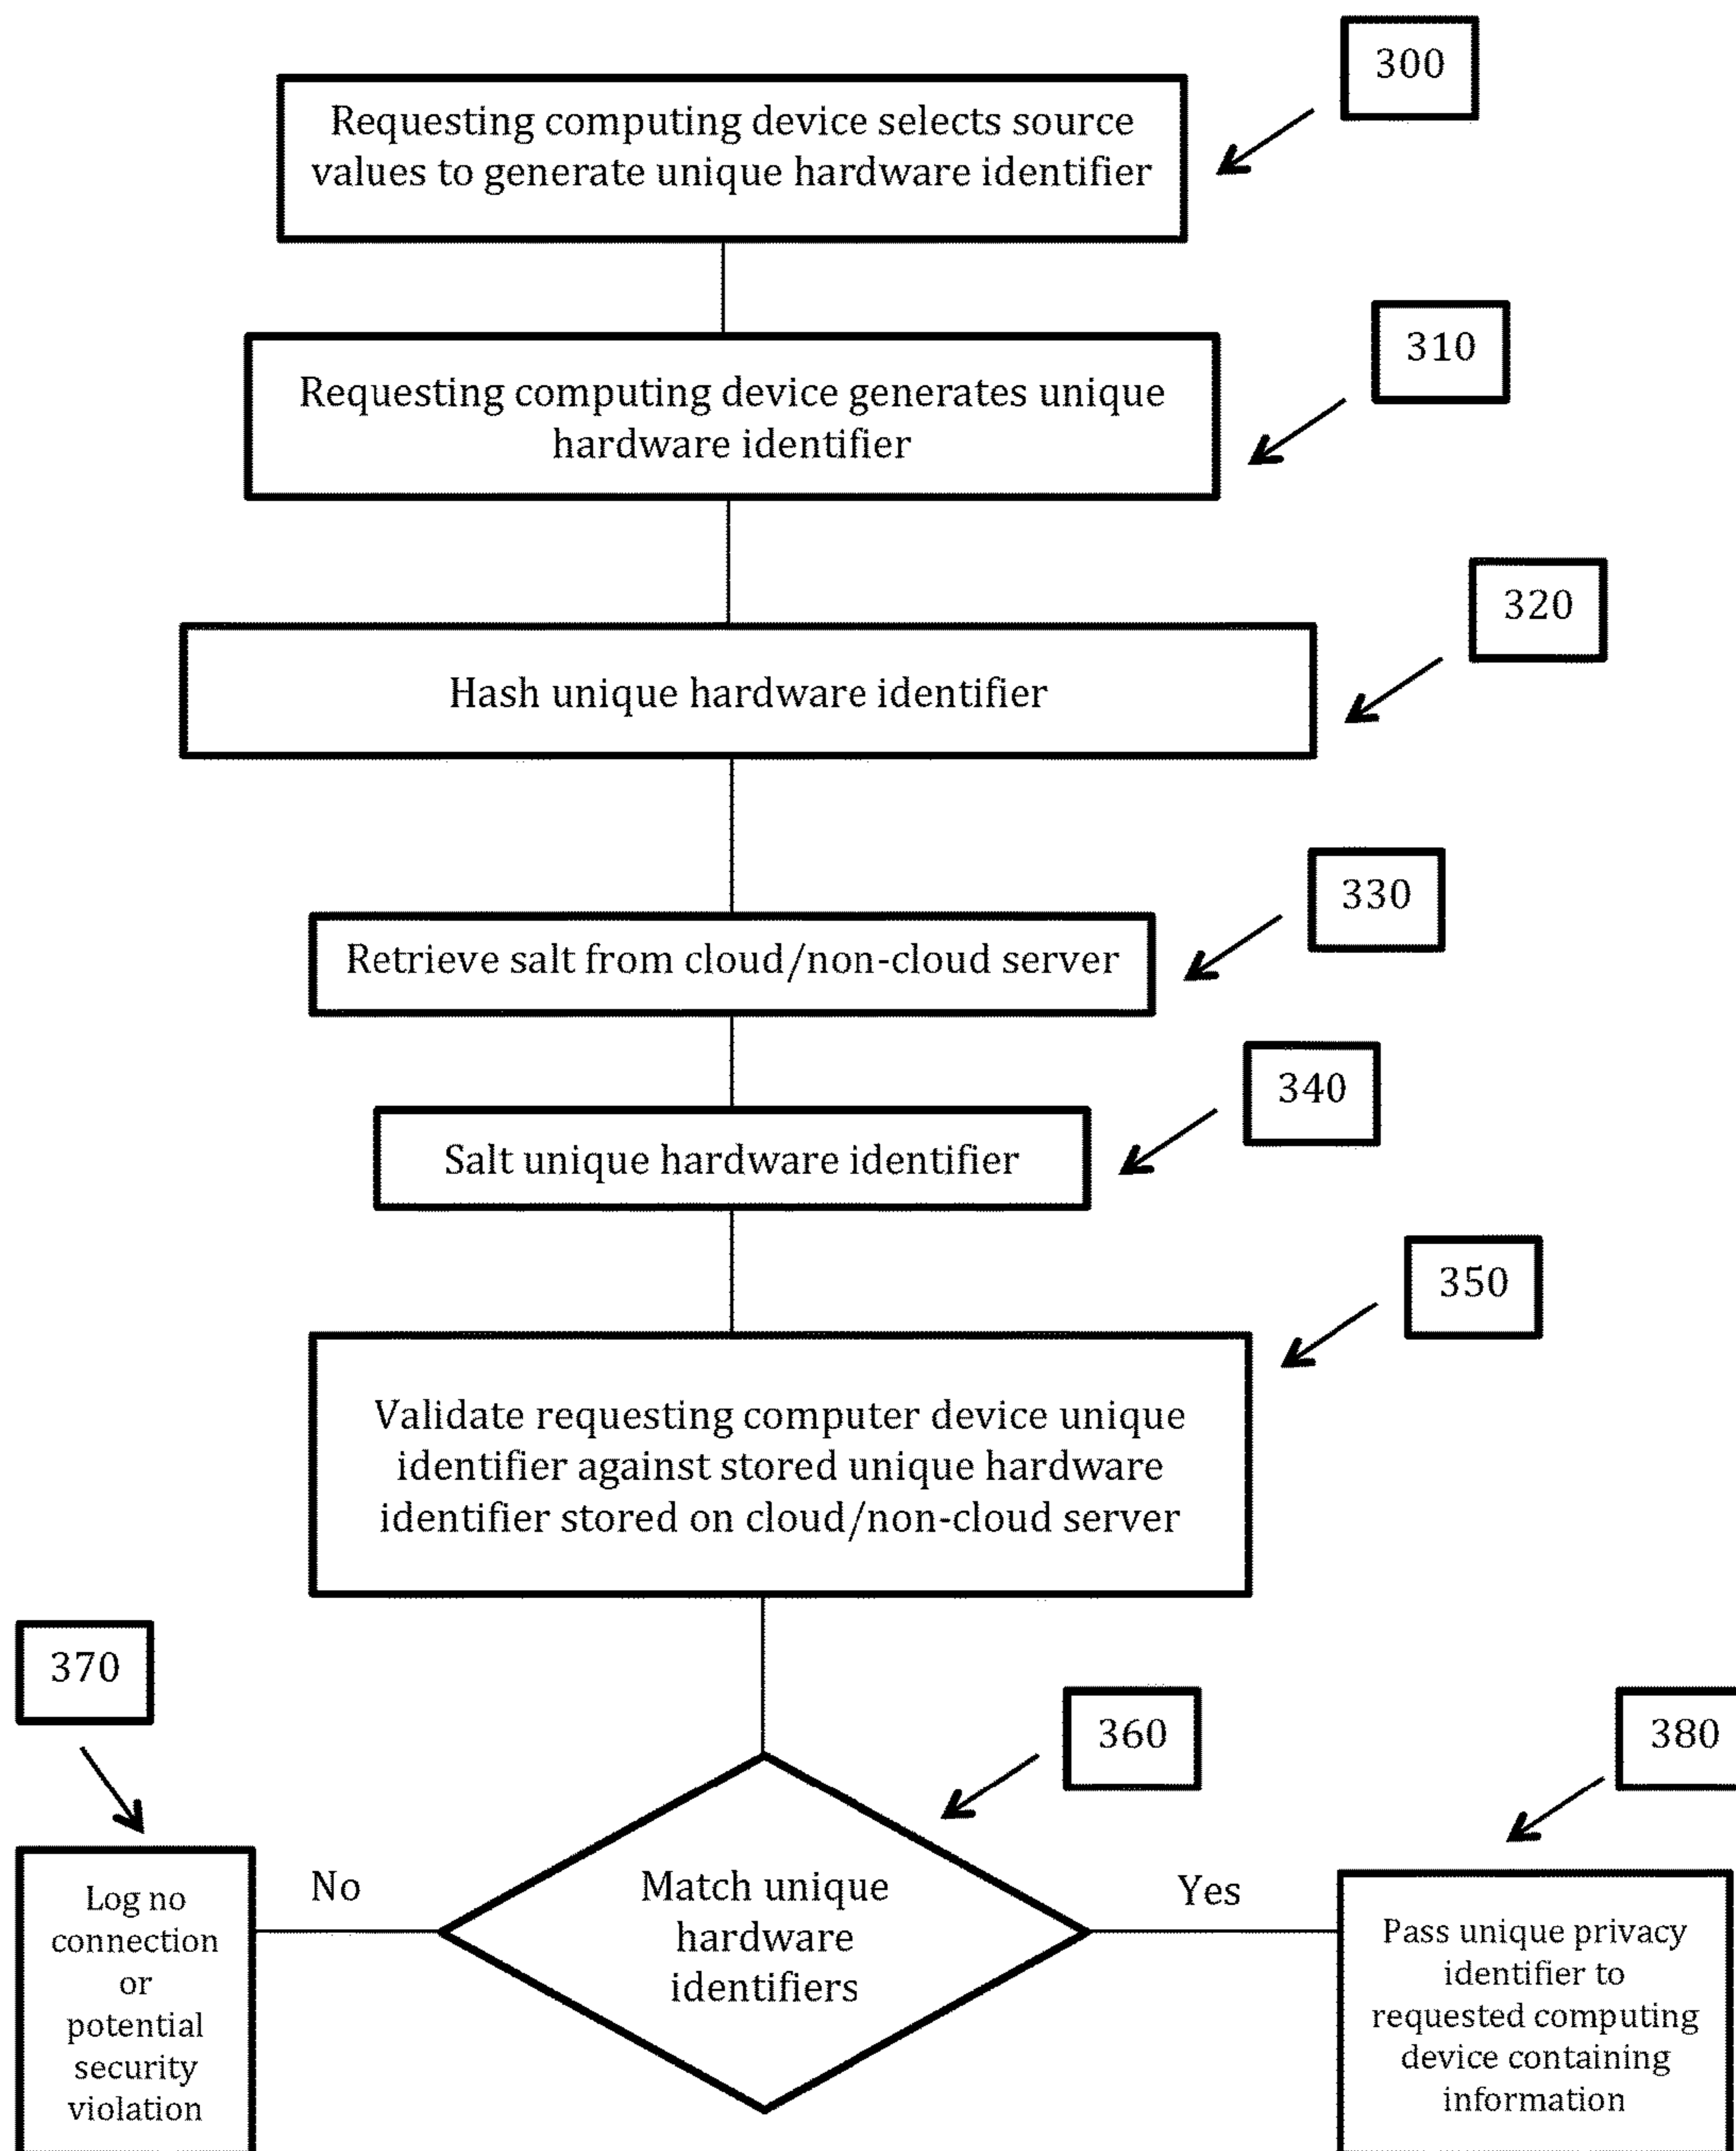 300
Requesting computing device selects source
values to generate unique hardware identifier
310
Requesting computing device generates unique
hardware identifier
320
Hash unique hardware identifier
330
Retrieve salt from cloud/non-cloud server
340
Salt unique hardware identifier
350
Validate requesting computer device unique
identifier against stored unique hardware
identifier stored on cloud/non-cloud server
370
360
380
Log no
connection
or
potential
security
violation
No
Match unique
hardware
identifiers
Yes
Pass unique privacy
identifier to
requested computing
device containing
information